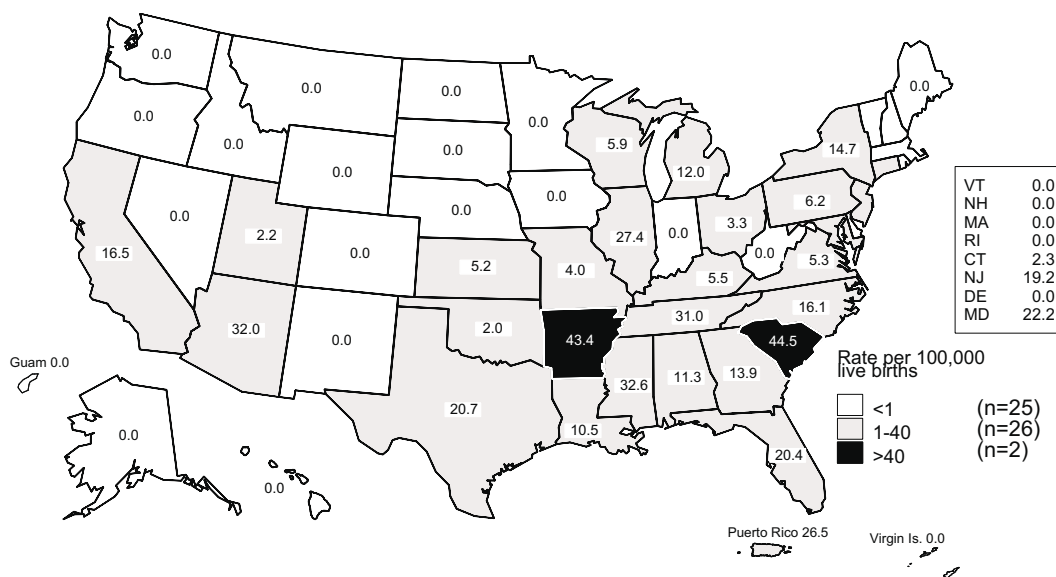 0.0
0.0
0.0
0.0
0.0
0.0
0.0
14.7
0.0
0.0
5.9
12.0
VT 0.0
NH 0.0
MA 0.0
RI 0.0
CT 2.3
NJ 19.2
DE 0.0
MD 22.2
0.0
0.0
0.0
6.2
16.5
2.2
0.0
27.4
0.0
3.3
0.0
5.3
5.2
4.0
5.5
32.0
0.0
2.0
43.4
31.0
16.1
44.5
Guam 0.0
20.7
10.5
32.6
11.3
13.9
20.4
Rate per 100,000
live births
<1 (n=25)
1-40 (n=26)
>40 (n=2)
0.0
0.0
Puerto Rico 26.5
Virgin Is. 0.0